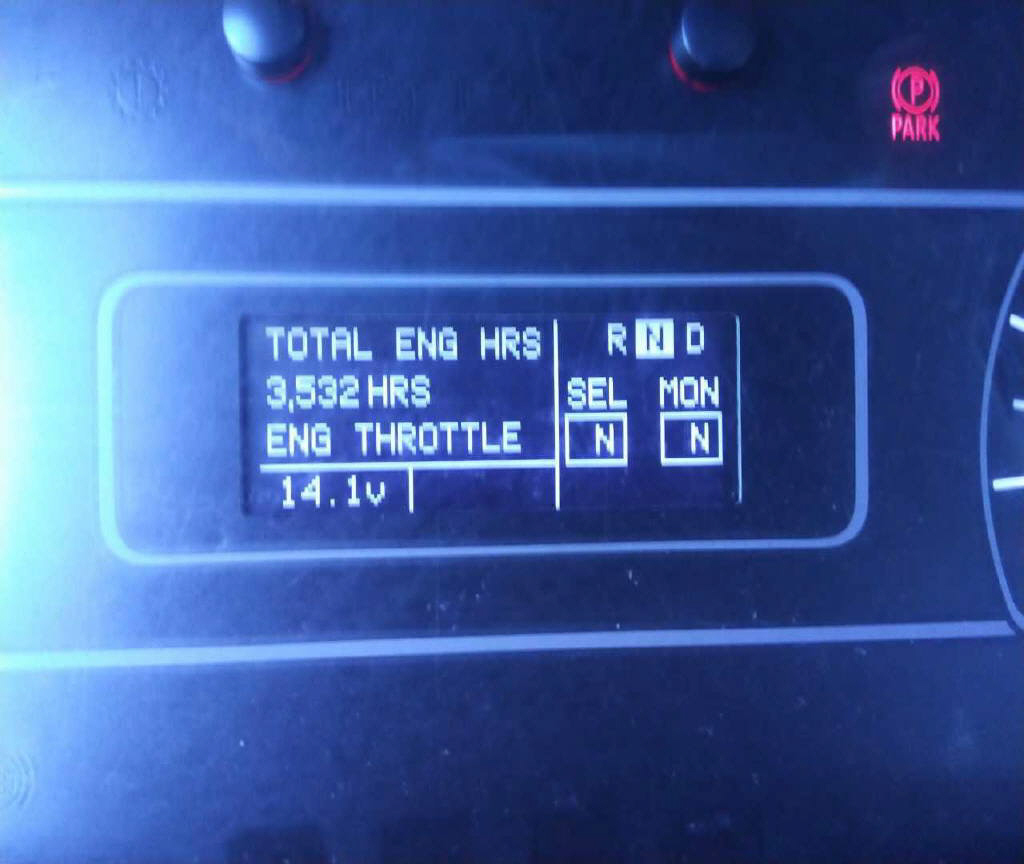 P
PARK
TOTAL ENG HRS
3,532 HRS
ENG THROTTLE
14.1v
R N D
SEL MON
N N